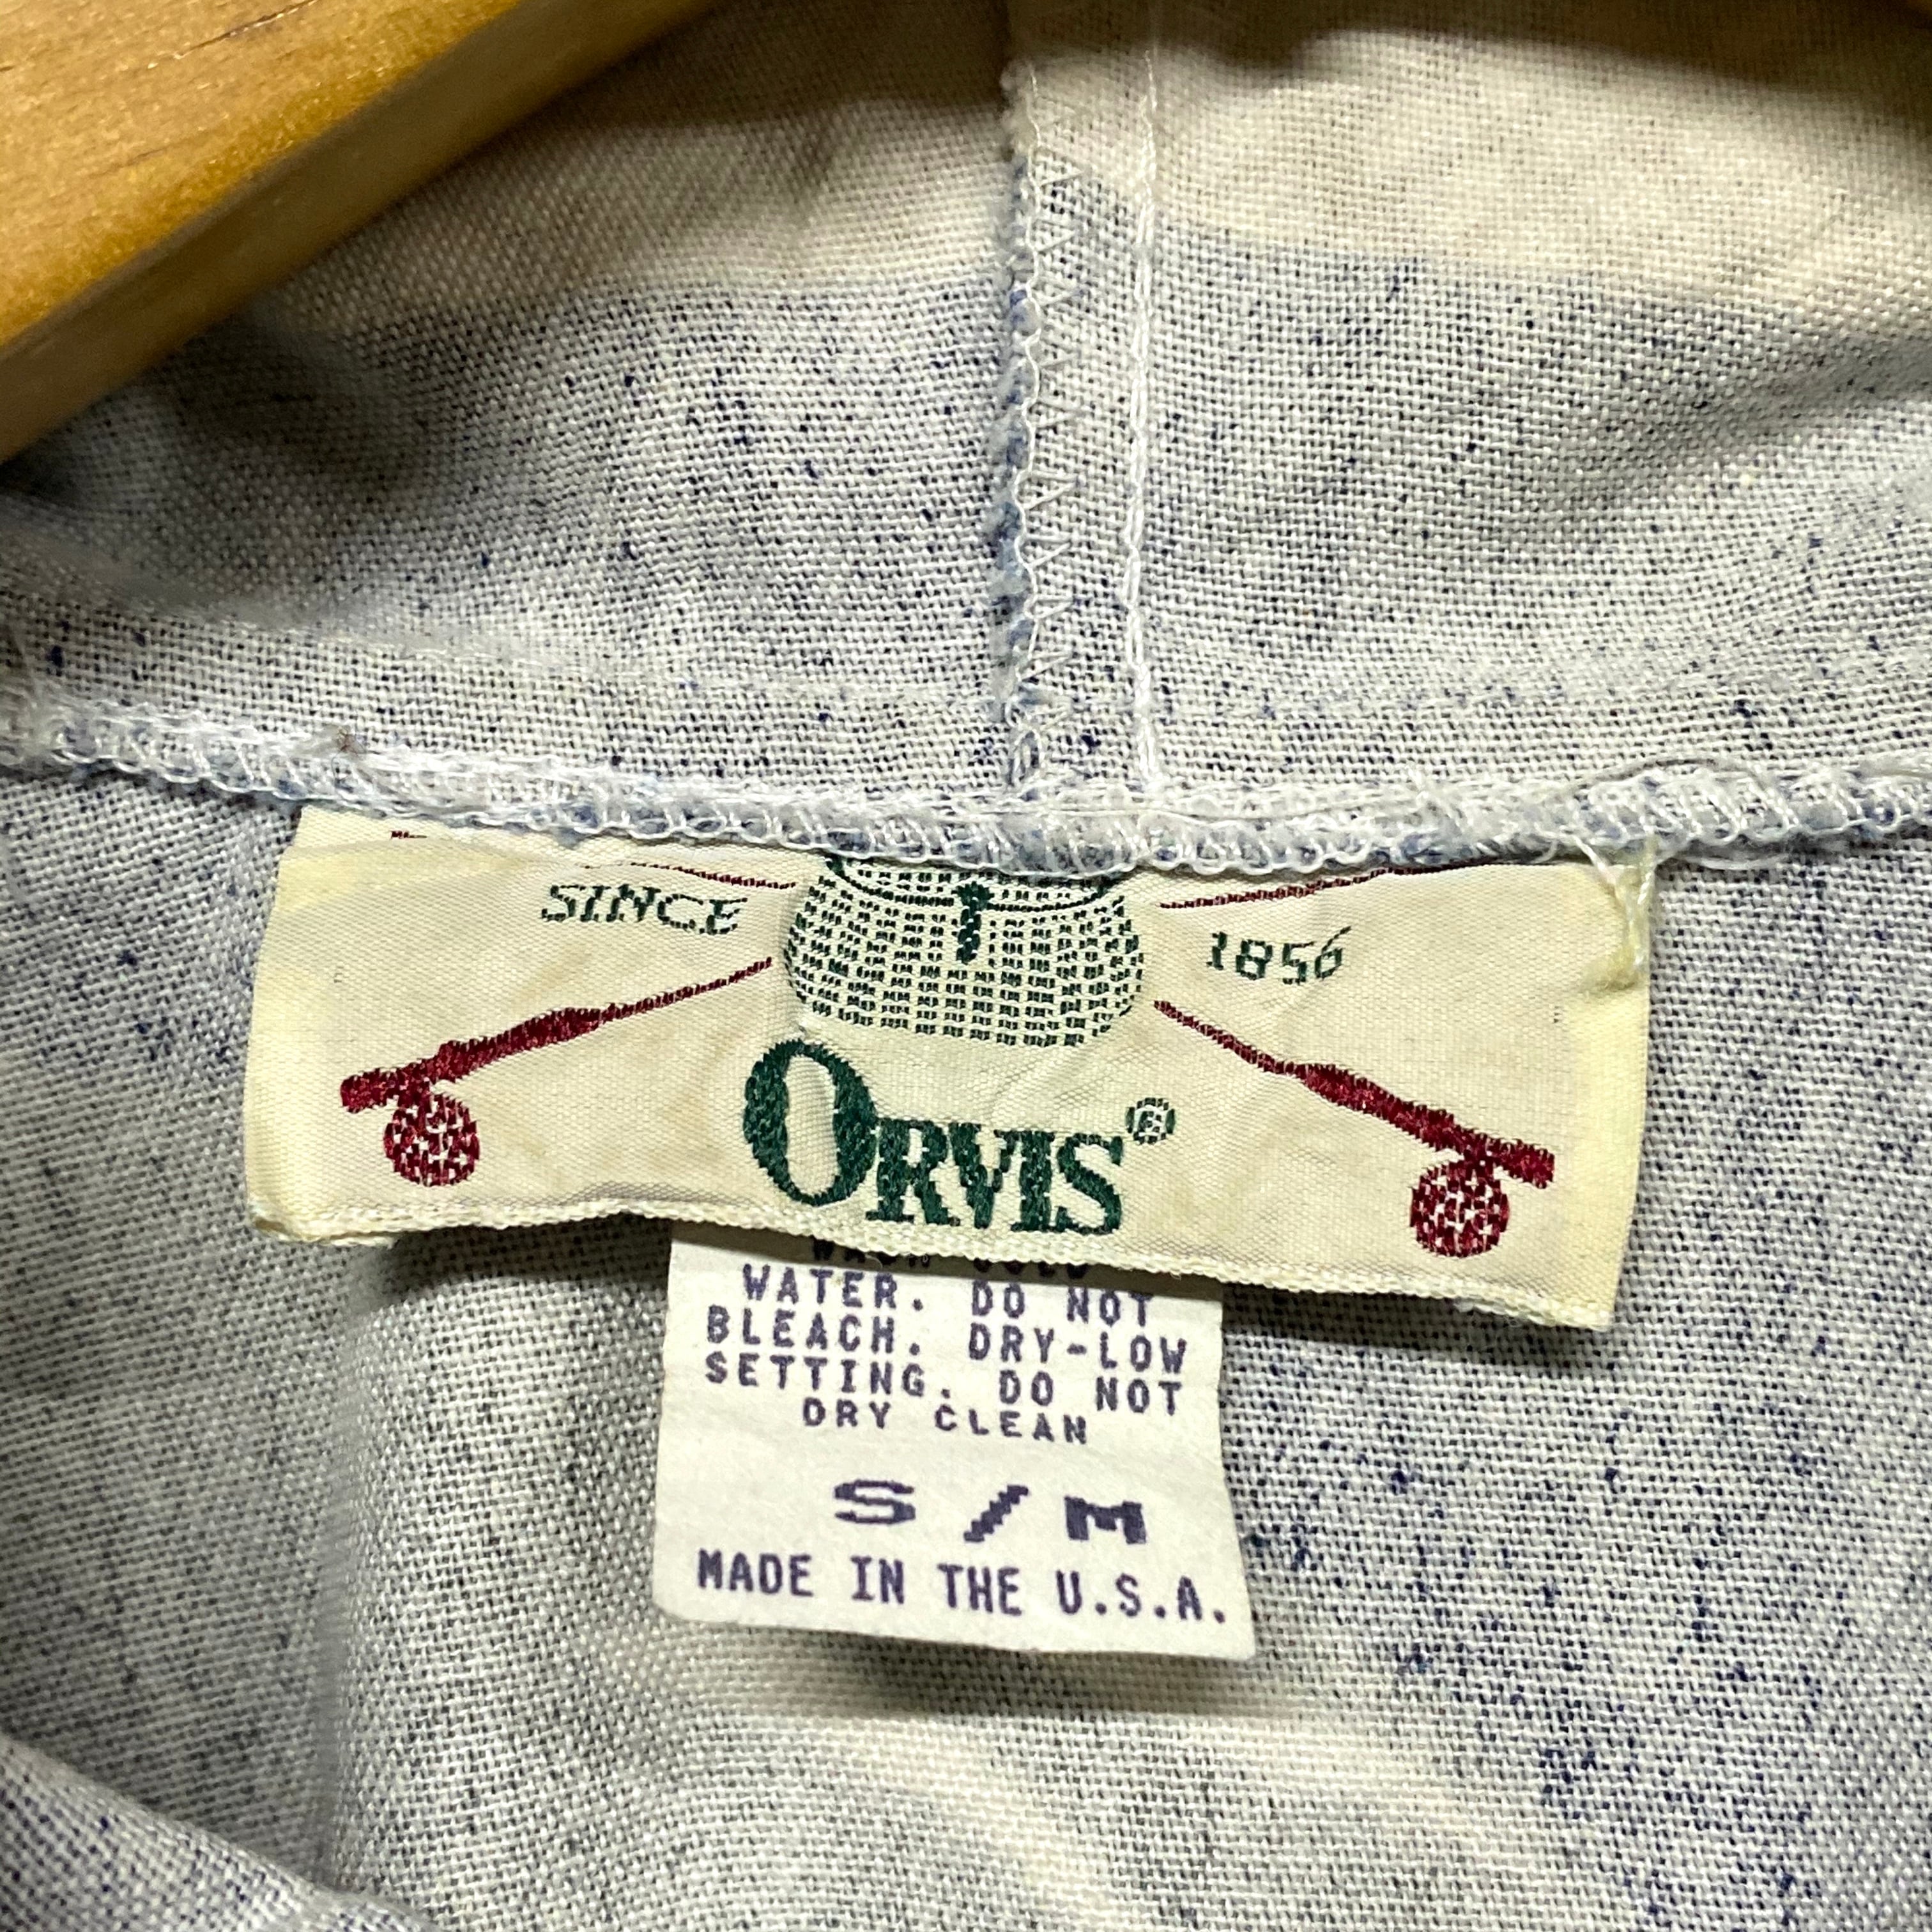 SINCE 1856
ORVIS®
WATER. DO NOT
BLEACH. DRY-LOW
SETTING. DO NOT
DRY CLEAN
S/M
MADE IN THE U.S.A.